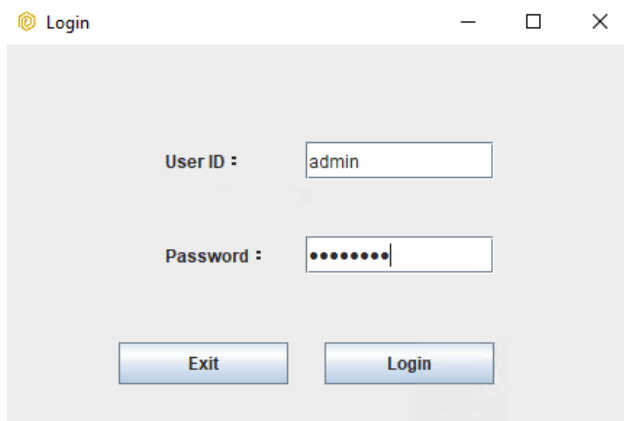 Login
User ID : admin
Password : ••••••••
Exit Login